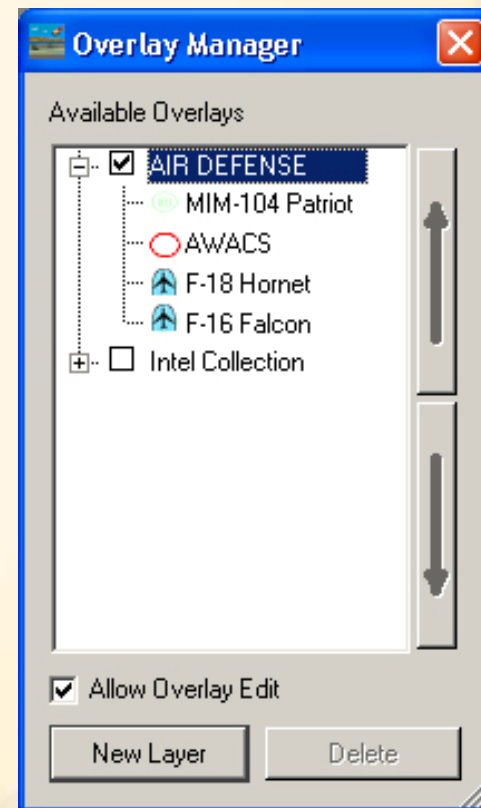 Overlay Manager
Available Overlays
AIR DEFENSE
MIM-104 Patriot
AWACS
F-18 Hornet
F-16 Falcon
Intel Collection
Allow Overlay Edit
New Layer
Delete